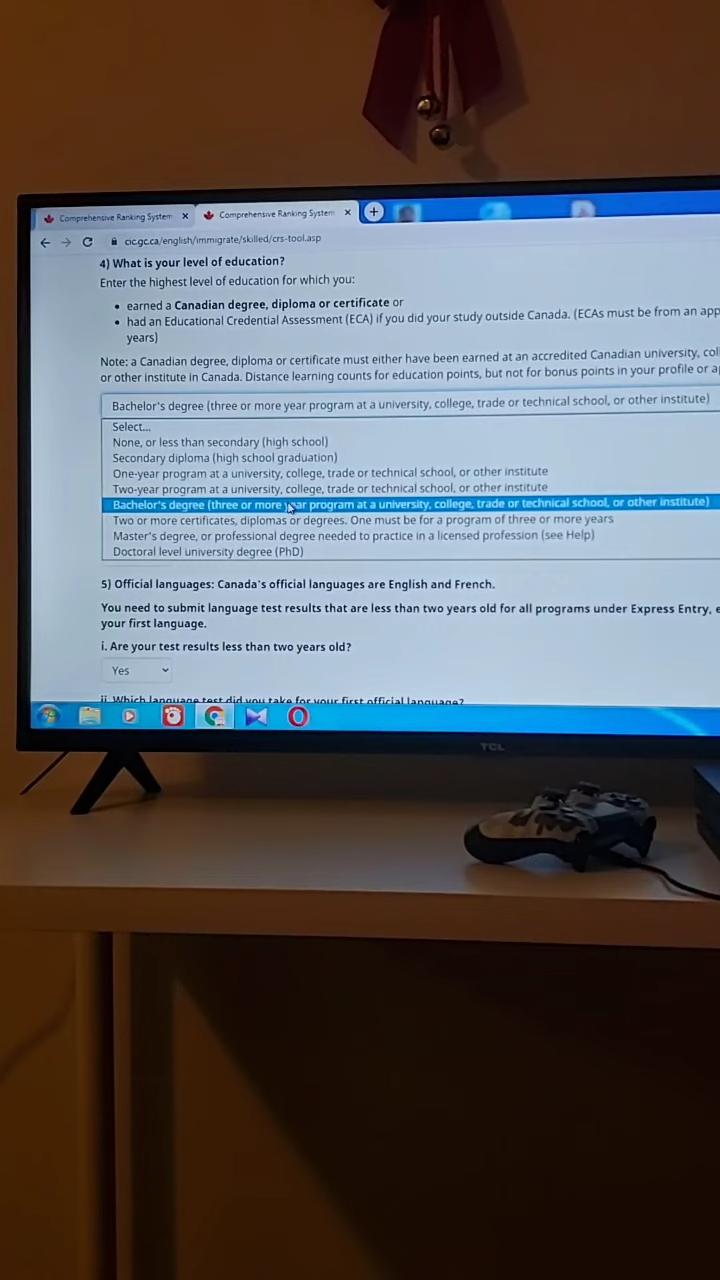 Comprehensive Ranking System
Comprehensive Ranking System
cic.gc.ca/english/immigrate/skilled/crs-tool.asp
4) What is your level of education?
Enter the highest level of education for which you:
• earned a Canadian degree, diploma or certificate or
• had an Educational Credential Assessment (ECA) if you did your study outside Canada. (ECAs must be from an app
years)
Note: a Canadian degree, diploma or certificate must either have been earned at an accredited Canadian university, col
or other institute in Canada. Distance learning counts for education points, but not for bonus points in your profile or a
Bachelor's degree (three or more year program at a university, college, trade or technical school, or other institute)
Select...
None, or less than secondary (high school)
Secondary diploma (high school graduation)
One-year program at a university, college, trade or technical school, or other institute
Two-year program at a university, college, trade or technical school, or other institute
Bachelor's degree (three or more year program at a university, college, trade or technical school, or other institute)
Two or more certificates, diplomas or degrees. One must be for a program of three or more years
Master's degree, or professional degree needed to practice in a licensed profession (see Help)
Doctoral level university degree (PhD)
5) Official languages: Canada's official languages are English and French.
You need to submit language test results that are less than two years old for all programs under Express Entry, e
your first language.
i. Are your test results less than two years old?
Yes
ii. Which language test did you take for your first official language?
TCL